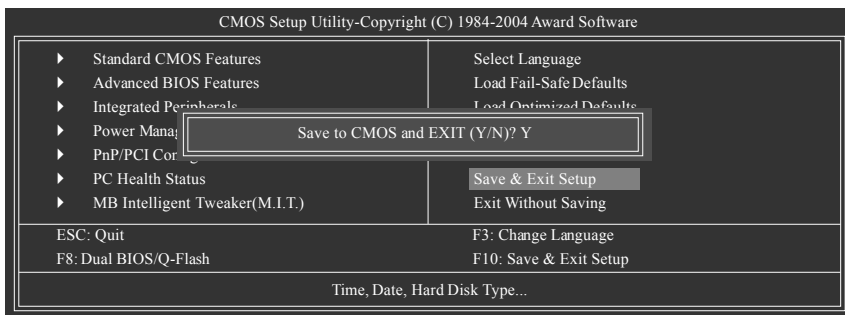 CMOS Setup Utility-Copyright (C) 1984-2004 Award Software
Standard CMOS Features
Select Language
Advanced BIOS Features
Load Fail-Safe Defaults
Integrated Peripherals
Load Optimized Defaults
Power
Save to CMOS and EXIT (Y/N)? Y
PnP/PCI
PC Health Status
Save & Exit Setup
MB Intelligent Tweaker(M.I.T.)
Exit Without Saving
ESC: Quit
F3: Change Language
F8: Dual BIOS/Q-Flash
F10: Save & Exit Setup
Time, Date, Hard Disk Type...